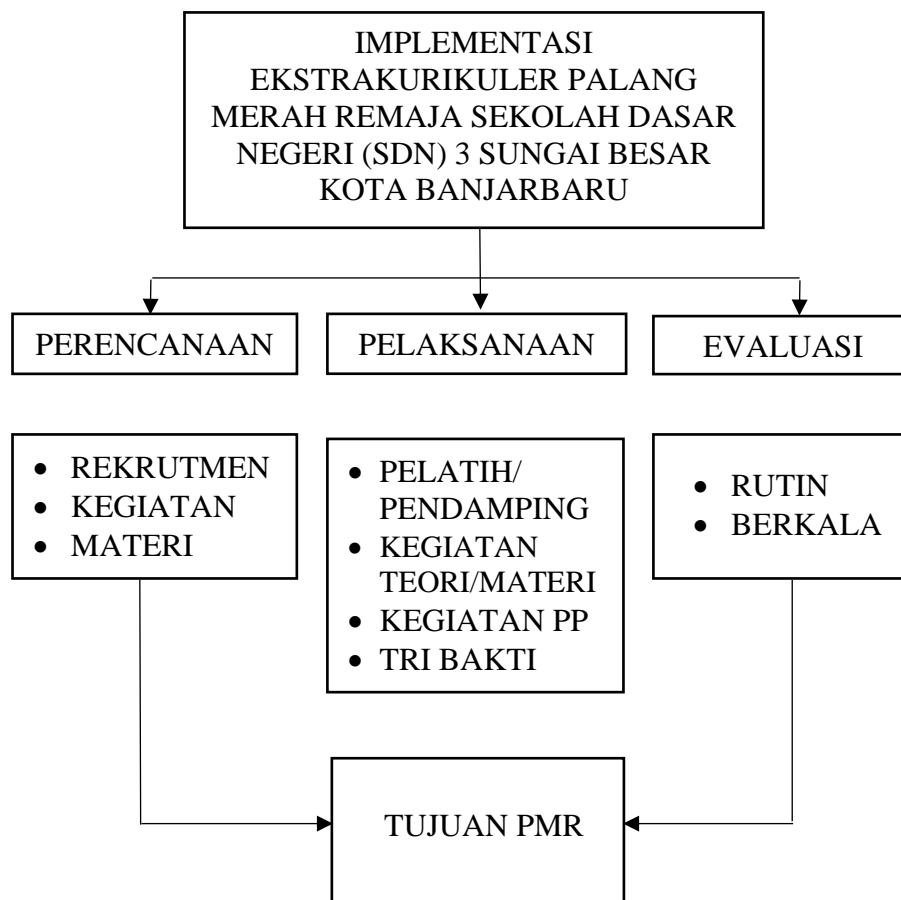 IMPLEMENTASI
EKSTRAKURIKULER PALANG
MERAH REMAJA SEKOLAH DASAR
NEGERI (SDN) 3 SUNGAI BESAR
KOTA BANJARBARU
PERENCANAAN
PELAKSANAAN
EVALUASI
• REKRUTMEN
• KEGIATAN
• MATERI
• PELATIH/
PENDAMPING
• KEGIATAN
TEORI/MATERI
• KEGIATAN PP
• TRI BAKTI
• RUTIN
• BERKALA
TUJUAN PMR